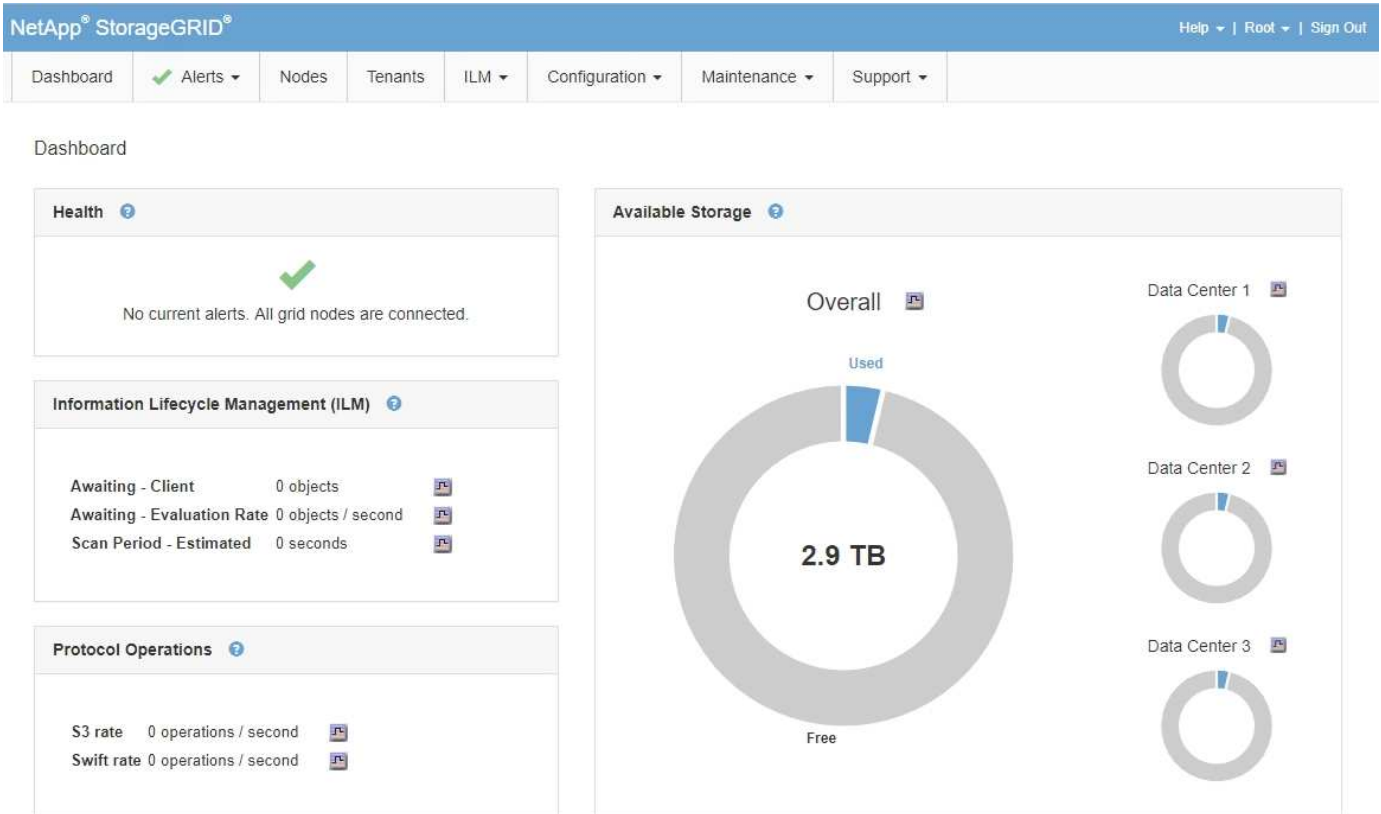 NetApp® StorageGRID®
Help | Root | Sign Out
Dashboard
Alerts
Nodes
Tenants
ILM
Configuration
Maintenance
Support
Dashboard
Health
No current alerts. All grid nodes are connected.
Information Lifecycle Management (ILM)
Awaiting - Client 0 objects
Awaiting - Evaluation Rate 0 objects / second
Scan Period - Estimated 0 seconds
Protocol Operations
S3 rate 0 operations / second
Swift rate 0 operations / second
Available Storage
Overall
Used
2.9 TB
Free
Data Center 1
Data Center 2
Data Center 3